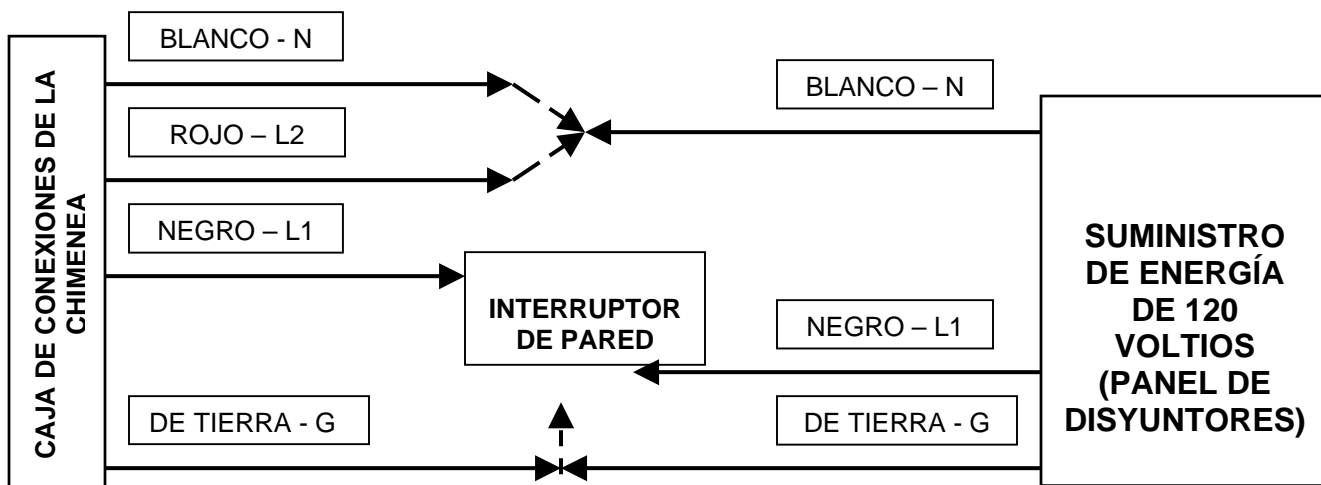 CAJA DE CONEXIONES DE LA
CHIMENEA
BLANCO - N
ROJO – L2
NEGRO – L1
DE TIERRA - G
INTERRUPTOR
DE PARED
BLANCO – N
NEGRO – L1
DE TIERRA - G
SUMINISTRO
DE ENERGÍA
DE 120
VOLTIOS
(PANEL DE
DISYUNTORES)